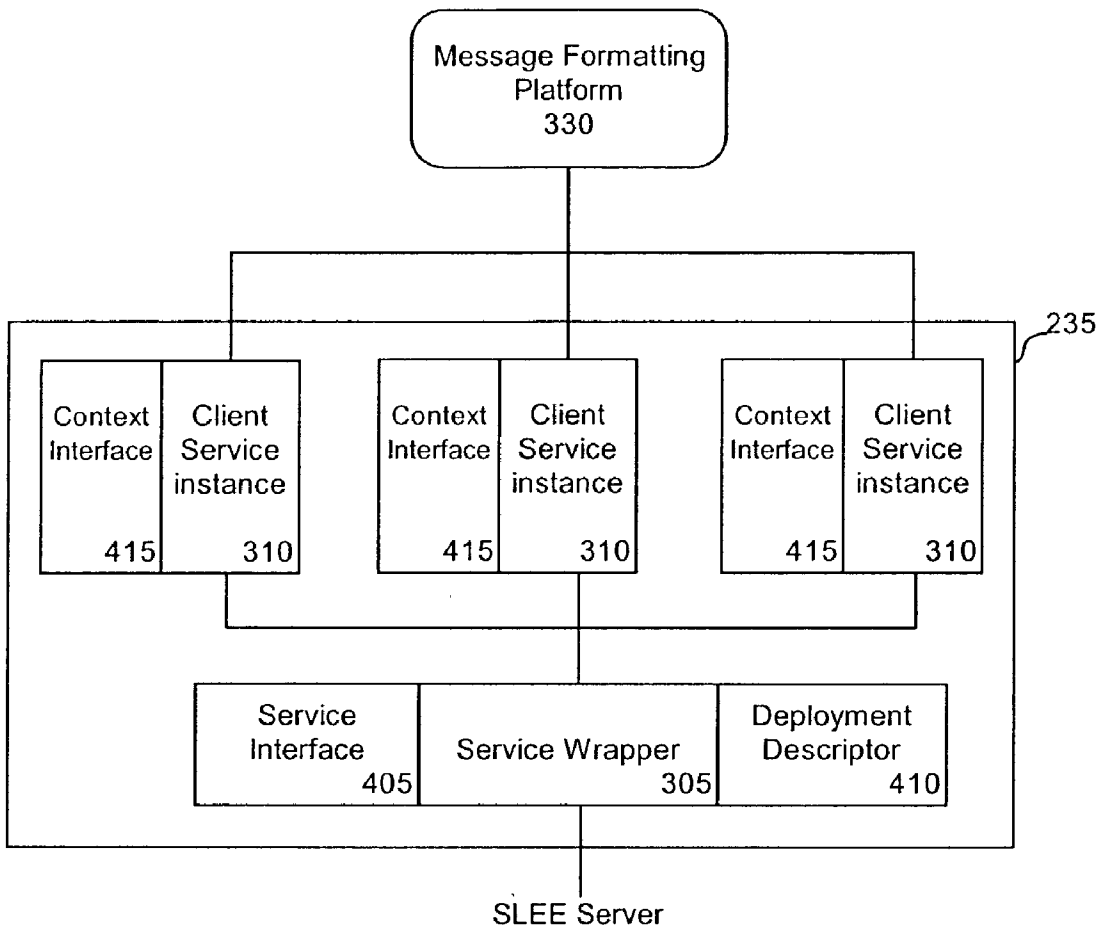 Message Formatting
Platform
330
235
Context
Interface
415
Client
Service
instance
310
Context
Interface
415
Client
Service
instance
310
Context
Interface
415
Client
Service
instance
310
Service
Interface
405
Service Wrapper
305
Deployment
Descriptor
410
SLEE Server